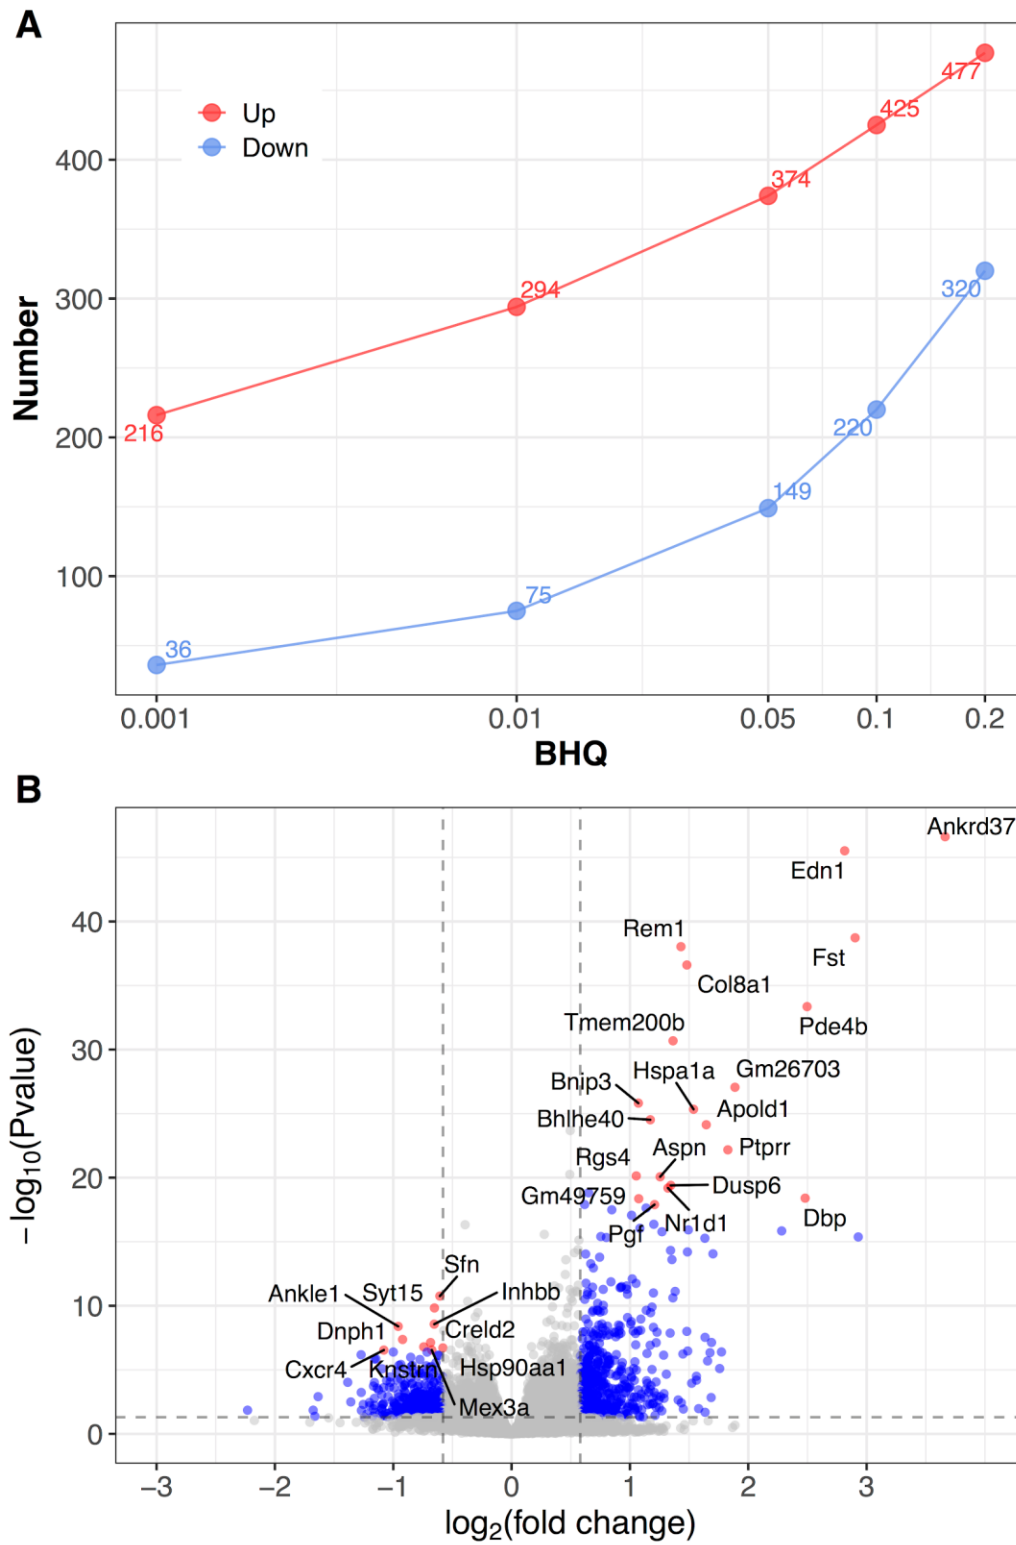 A
Up
Down
477
425
374
294
216
320
220
149
75
36
400
300
200
100
Number
0.001 0.01 0.05 0.1 0.2
BHQ
B
Ankrd37
Edn1
Rem1
Fst
Col8a1
Pde4b
Tmem200b
Hspa1a
Gm26703
Bnip3
Apold1
Bhlhe40
Aspn
Ptprr
Rgs4
Dusp6
Gm49759
Nr1d1
Dbp
Pgf
Sfn
Ankle1
Syt15
Inhbb
Dnph1
Creld2
Cxcr4
Knstrn
Hsp90aa1
Mex3a
40
30
20
10
0
−log10(Pvalue)
−3 −2 −1 0 1 2 3
log2(fold change)